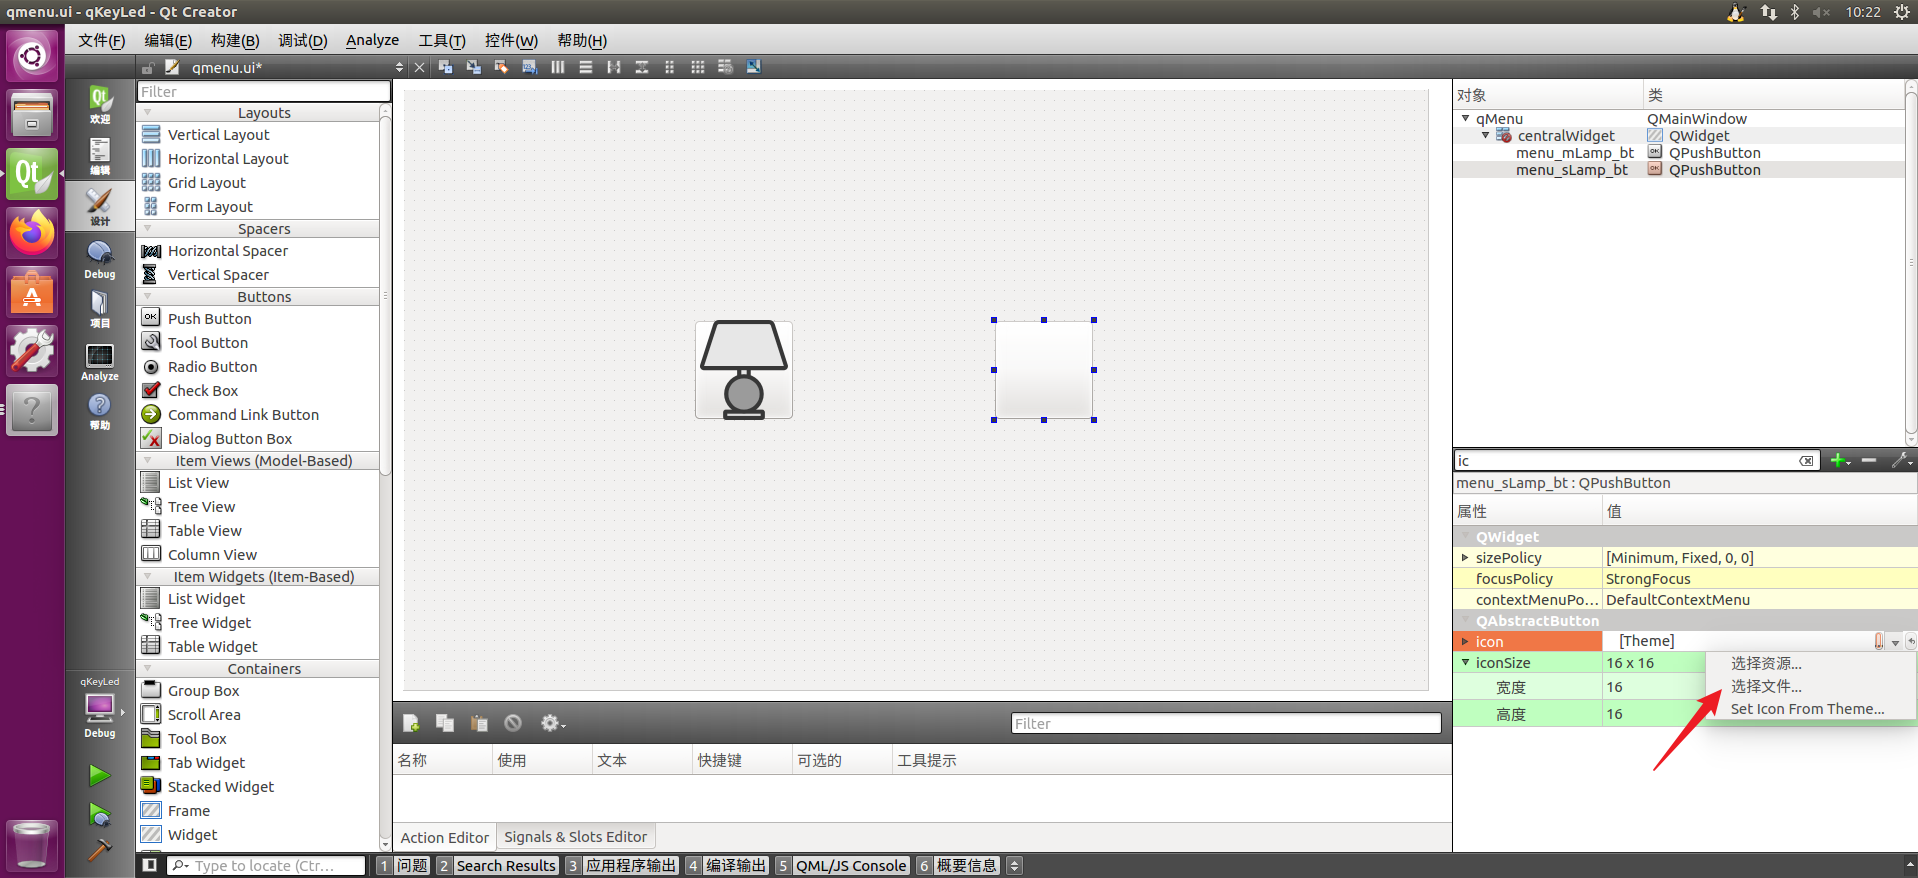 qmenu.ui - qKeyLed - Qt Creator
10:22
文件(F) 编辑(E) 构建(B) 调试(D) Analyze 工具(T) 控件(W) 帮助(H)
qmenu.ui*
欢迎
编辑
设计
Debug
项目
Analyze
帮助
qKeyLed
Debug
Filter
Layouts
Vertical Layout
Horizontal Layout
Grid Layout
Form Layout
Spacers
Horizontal Spacer
Vertical Spacer
Buttons
Push Button
Tool Button
Radio Button
Check Box
Command Link Button
Dialog Button Box
Item Views (Model-Based)
List View
Tree View
Table View
Column View
Item Widgets (Item-Based)
List Widget
Tree Widget
Table Widget
Containers
Group Box
Scroll Area
Tool Box
Tab Widget
Stacked Widget
Frame
Widget
Filter
名称 使用 文本 快捷键 可选的 工具提示
Action Editor Signals & Slots Editor
对象 类
qMenu QMainWindow
centralWidget QWidget
menu_mLamp_bt QPushButton
menu_sLamp_bt QPushButton
ic
menu_sLamp_bt : QPushButton
属性 值
QWidget
sizePolicy [Minimum, Fixed, 0, 0]
focusPolicy StrongFocus
contextMenuPo... DefaultContextMenu
QAbstractButton
icon [Theme]
iconSize 16 x 16
宽度 16
高度 16
选择资源...
选择文件...
Set Icon From Theme...
Type to locate (Ctr... 1 问题 2 Search Results 3 应用程序输出 4 编译输出 5 QML/JS Console 6 概要信息